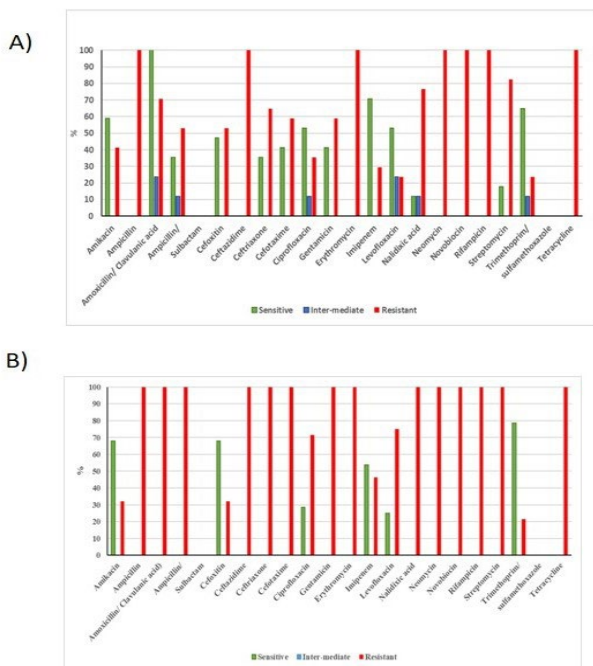 A)
100
90
80
70
60
50
40
30
20
10
0
%
Amikacin
Ampicillin
Amoxicillin/ Clavulanic acid
Ampicillin/
Sulbactam
Cefoxitin
Ceftazidime
Ceftriaxone
Cefotaxime
Ciprofloxacin
Gentamicin
Erythromycin
Imipenem
Levofloxacin
Nalidixic acid
Neomycin
Novobiocin
Rifampicin
Streptomycin
Trimethoprim/
sulfamethoxazole
Tetracycline
Sensitive Inter-mediate Resistant
B)
100
90
80
70
60
50
40
30
20
10
0
%
Amikacin
Ampicillin
Amoxicillin/ Clavulanic acid)
Ampicillin/
Sulbactam
Cefoxitin
Ceftazidime
Ceftriaxone
Cefotaxime
Ciprofloxacin
Gentamicin
Erythromycin
Imipenem
Levofloxacin
Nalidixic acid
Neomycin
Novobiocin
Rifampicin
Streptomycin
Trimethoprim/
sulfamethoxazole
Tetracycline
Sensitive Inter-mediate Resistant